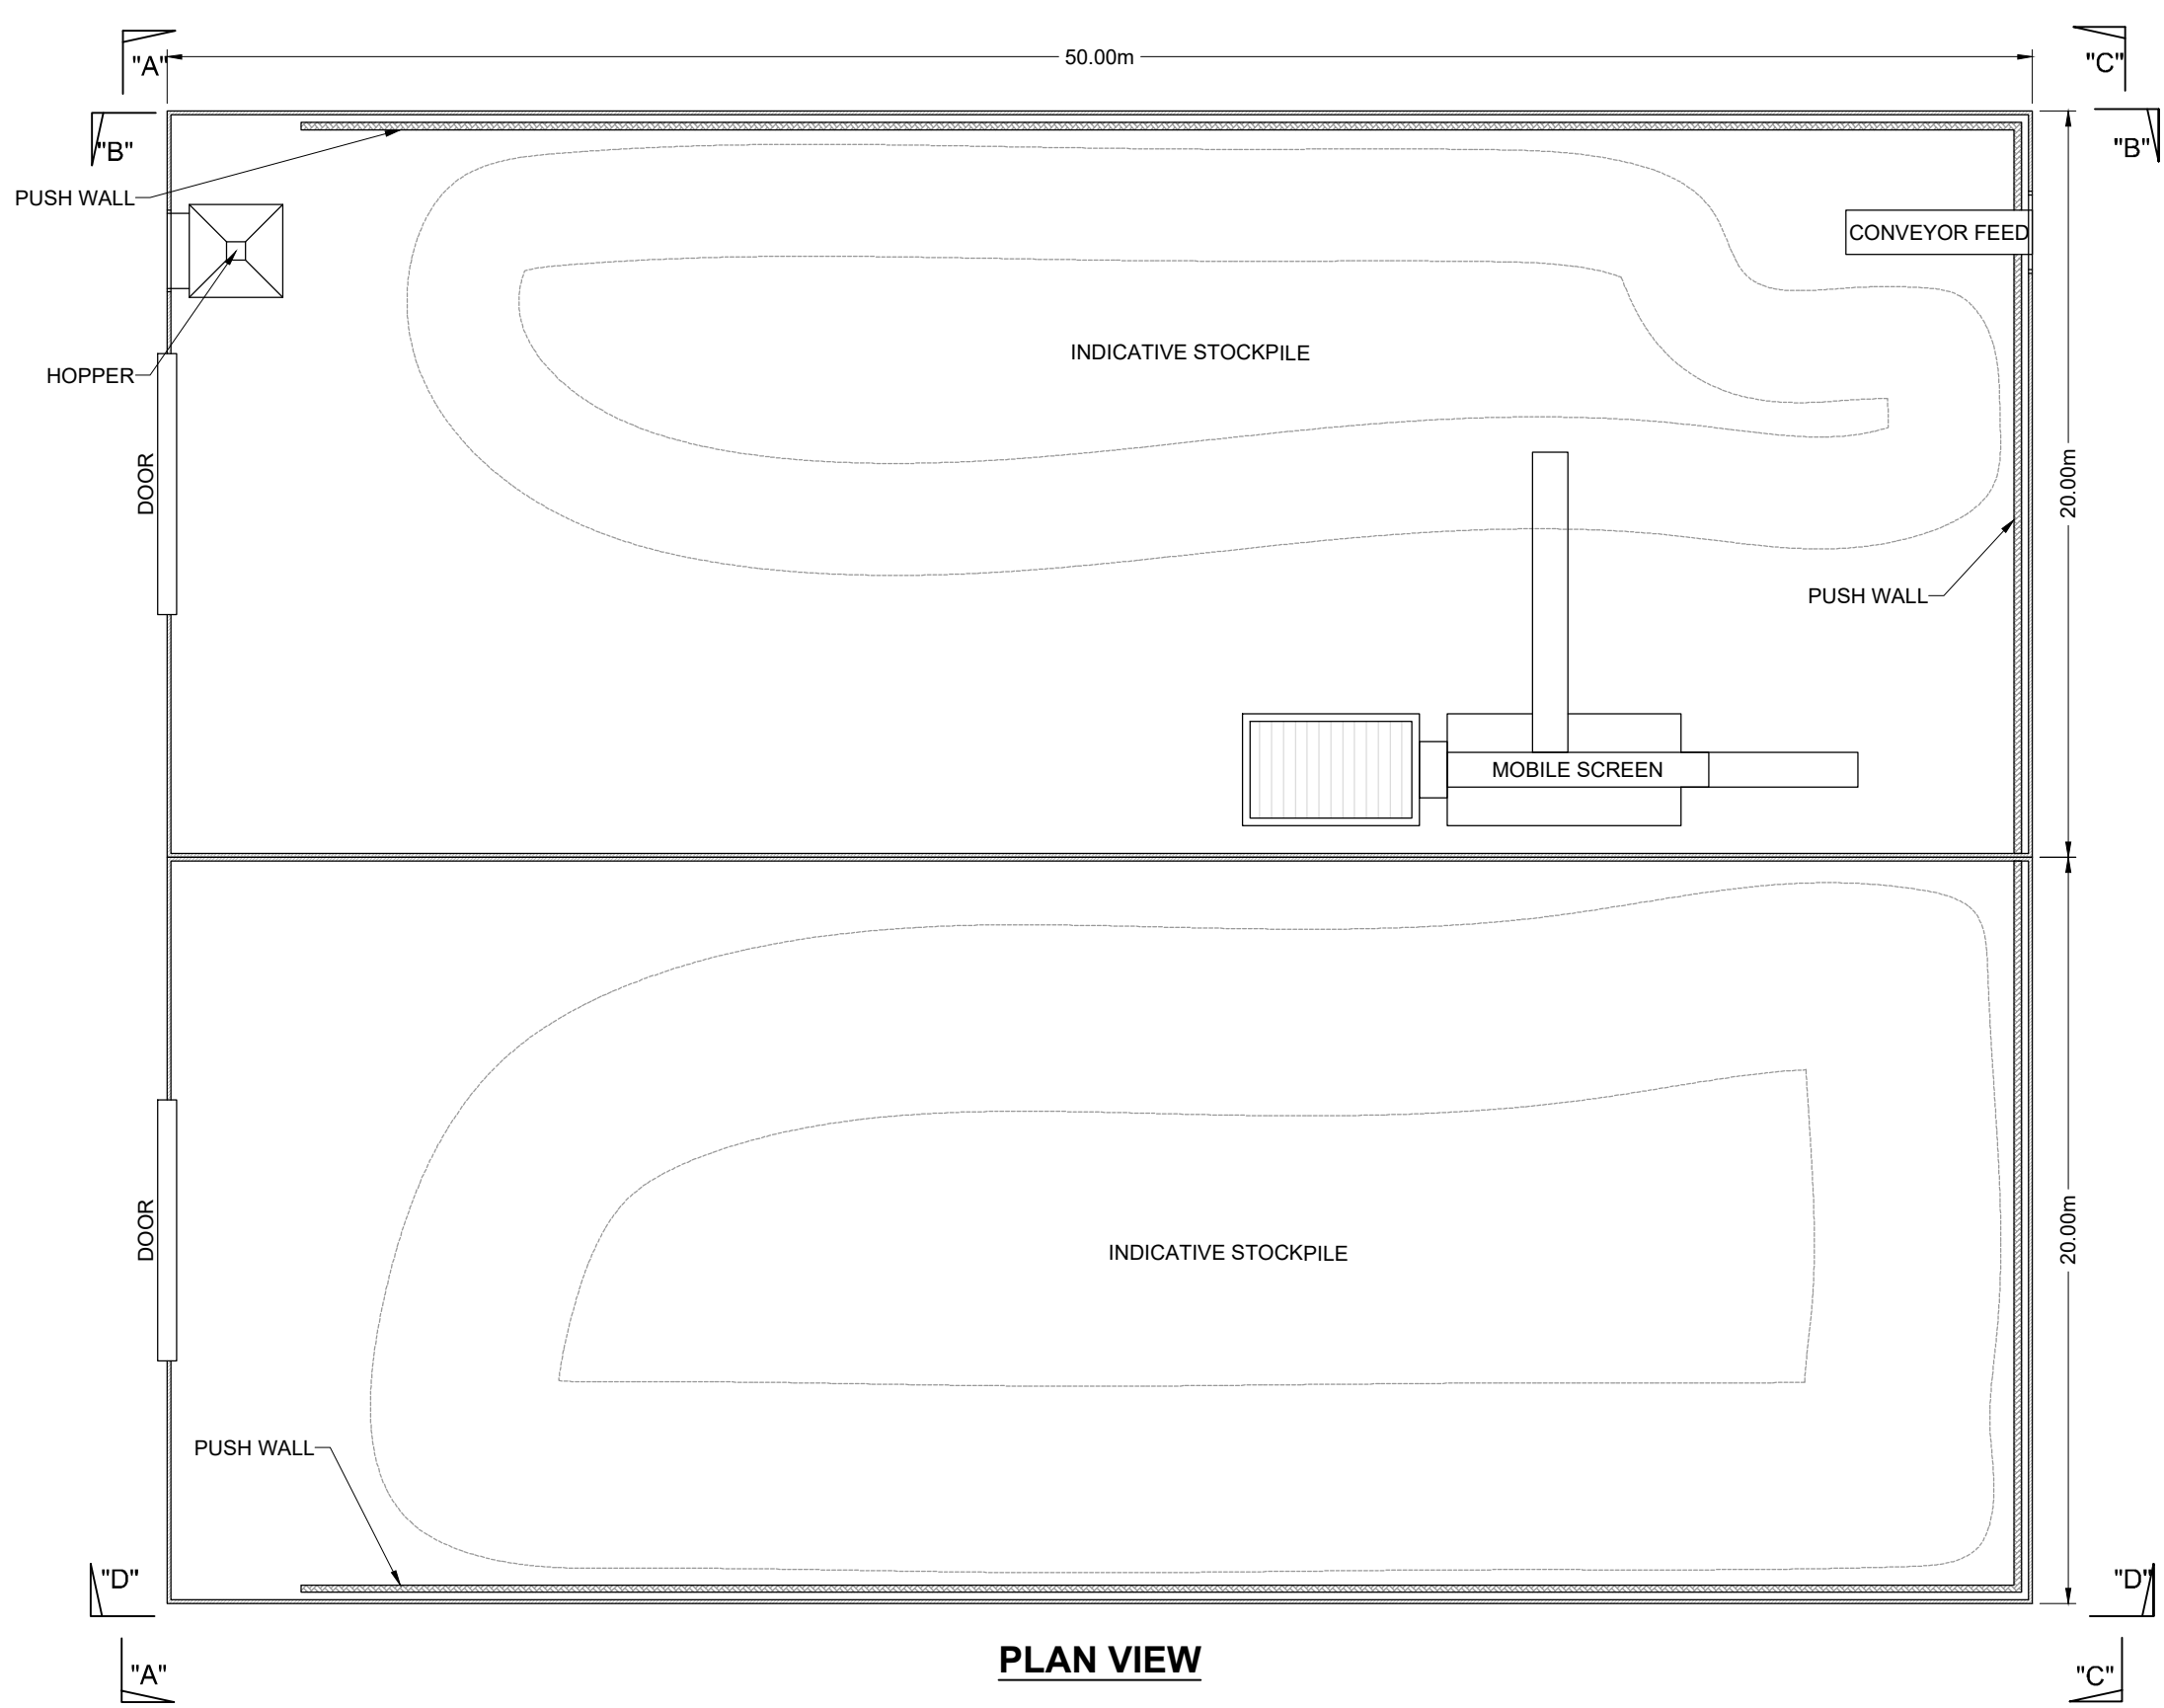 "A"
50.00m
"C"
"B"
"B"
PUSH WALL
CONVEYOR FEED
INDICATIVE STOCKPILE
HOPPER
DOOR
20.00m
PUSH WALL
MOBILE SCREEN
DOOR
INDICATIVE STOCKPILE
20.00m
PUSH WALL
"D"
"D"
PLAN VIEW
"A"
"C"